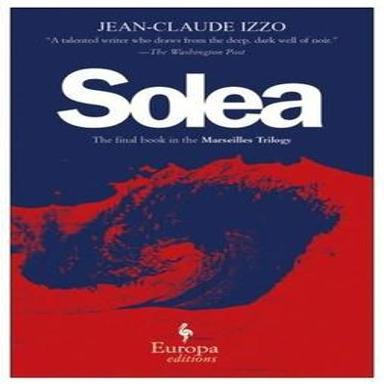 JEAN-CLAUDE IZZO
"A talented writer who draws from the deep, dark well of noir."
—The Washington Post
Solea
The final book in the Marseilles Trilogy
Europa
editions